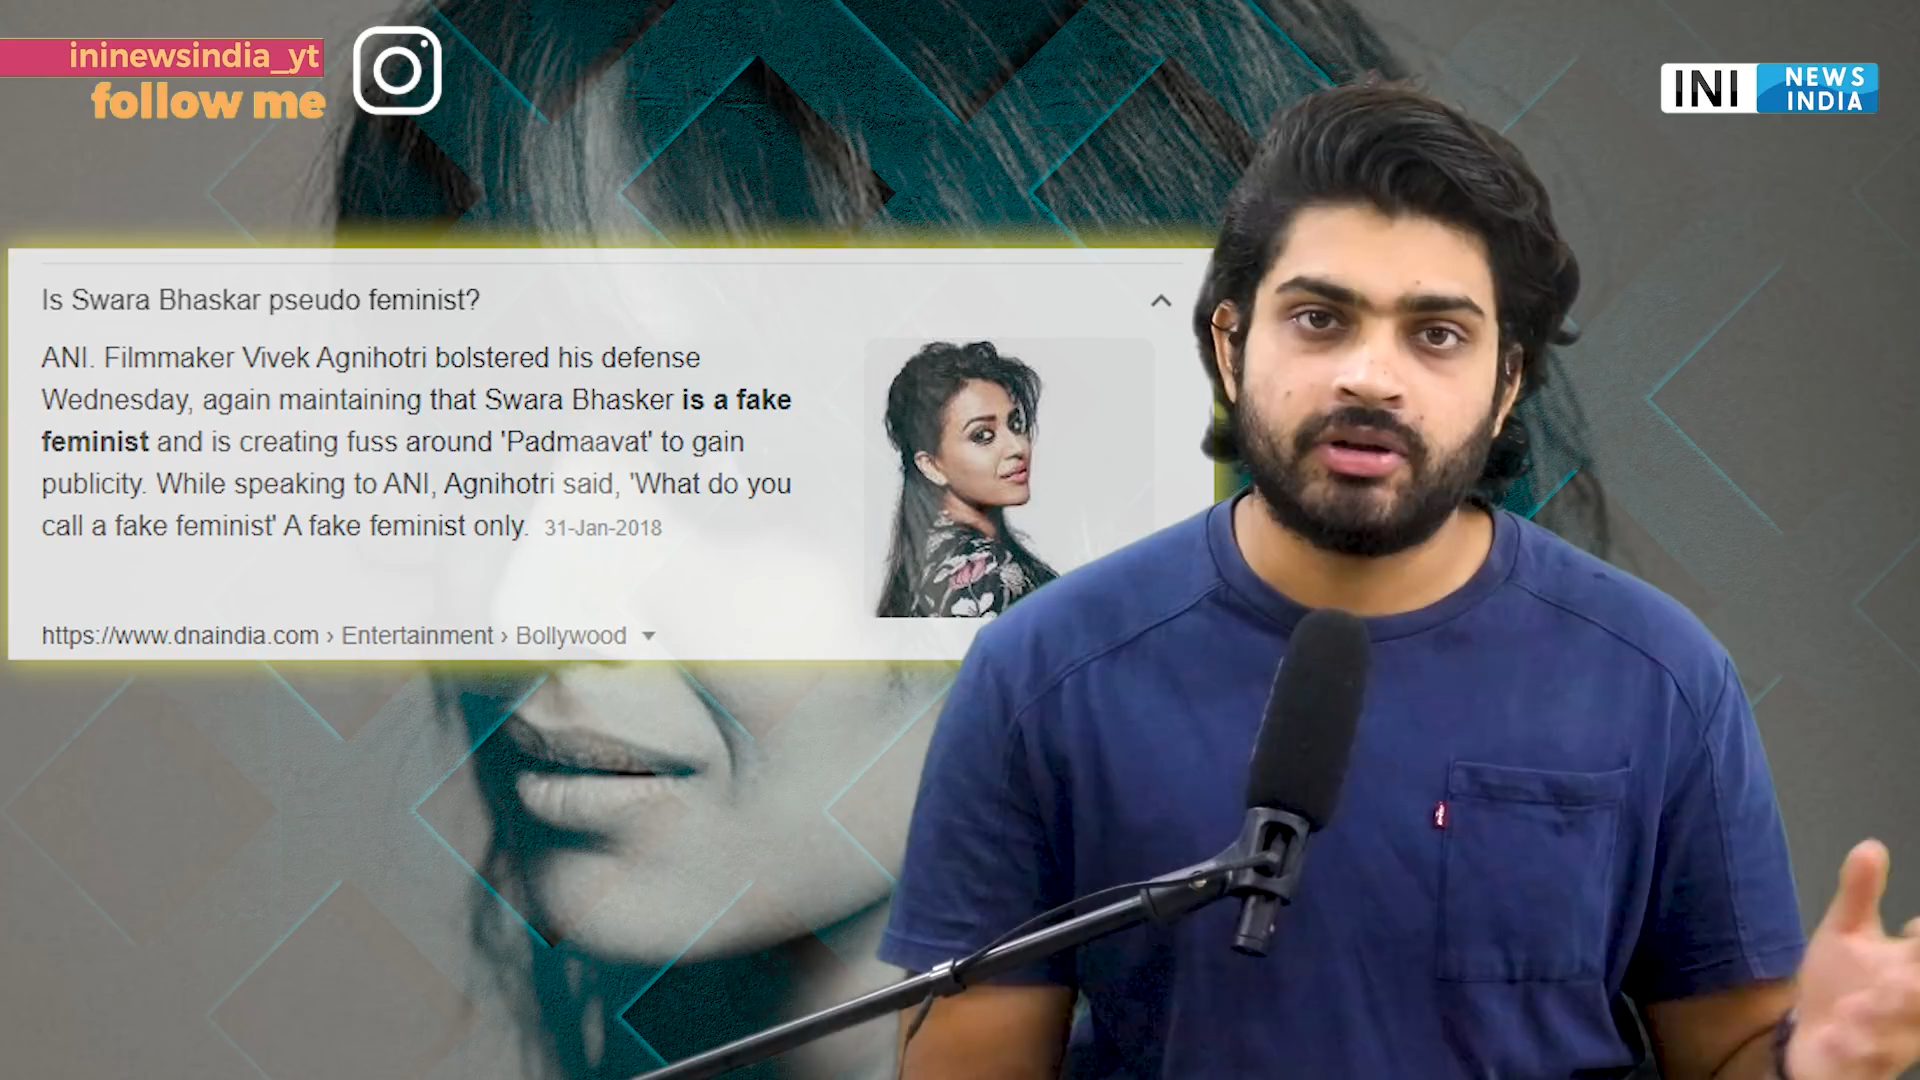 ininewsindia_yt
follow me
INI NEWS
INDIA
Is Swara Bhaskar pseudo feminist?
ANI. Filmmaker Vivek Agnihotri bolstered his defense
Wednesday, again maintaining that Swara Bhasker is a fake
feminist and is creating fuss around 'Padmaavat' to gain
publicity. While speaking to ANI, Agnihotri said, 'What do you
call a fake feminist' A fake feminist only. 31-Jan-2018
https://www.dnaindia.com › Entertainment › Bollywood